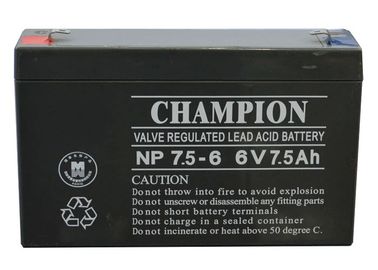 CHAMPION
VALVE REGULATED LEAD ACID BATTERY
NP 7.5-6 6V7.5Ah
CAUTION
Do not throw into fire to avoid explosion
Do not unscrew or disassemble any fitting parts
Do not short battery terminals
Do not charge in a sealed container
Do not incinerate or heat above 50 degree C.